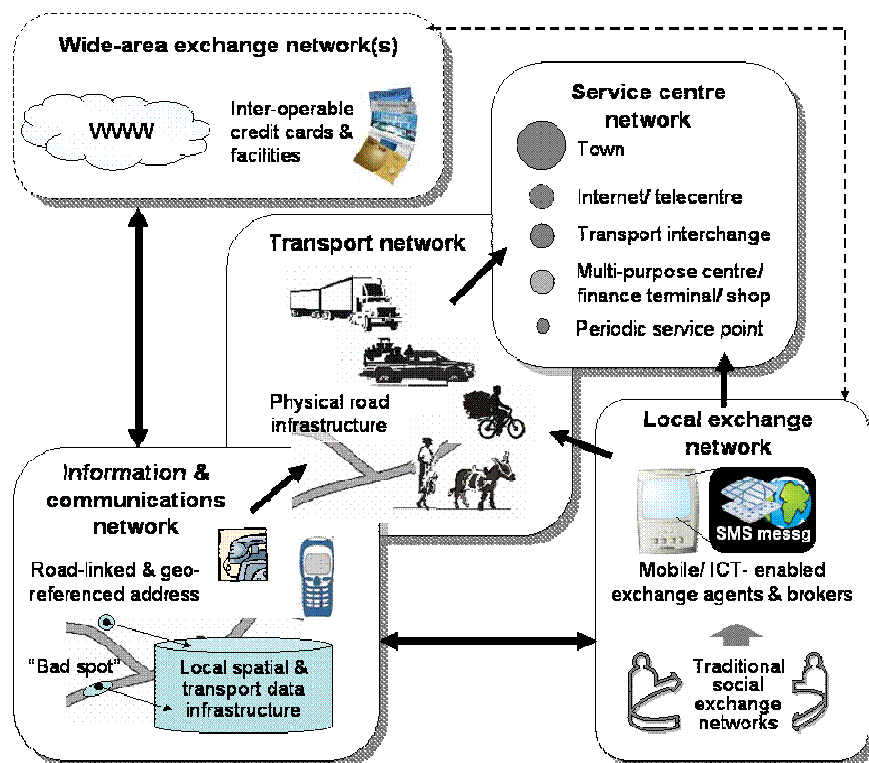 Wide-area exchange network(s)
WWW
Inter-operable
credit cards &
facilities
Service centre
network
Town
Internet/ telecentre
Transport interchange
Multi-purpose centre/
finance terminal/ shop
Periodic service point
Transport network
Physical road
infrastructure
Information &
communications
network
Road-linked & geo-
referenced address
"Bad spot"
Local spatial &
transport data
infrastructure
Local exchange
network
SMS messg
Mobile/ ICT- enabled
exchange agents & brokers
Traditional
social
exchange
networks